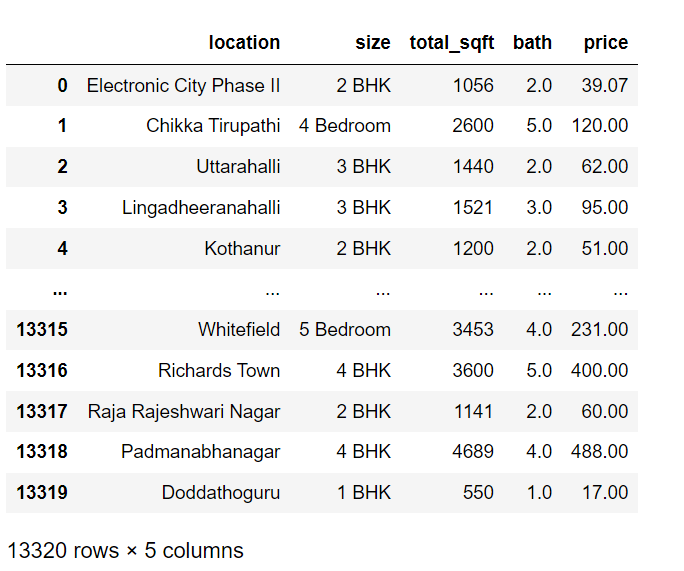 location size total_sqft bath price
0 Electronic City Phase II 2 BHK 1056 2.0 39.07
1 Chikka Tirupathi 4 Bedroom 2600 5.0 120.00
2 Uttarahalli 3 BHK 1440 2.0 62.00
3 Lingadheeranahalli 3 BHK 1521 3.0 95.00
4 Kothanur 2 BHK 1200 2.0 51.00
... ... ... ... ... ...
13315 Whitefield 5 Bedroom 3453 4.0 231.00
13316 Richards Town 4 BHK 3600 5.0 400.00
13317 Raja Rajeshwari Nagar 2 BHK 1141 2.0 60.00
13318 Padmanabhanagar 4 BHK 4689 4.0 488.00
13319 Doddathoguru 1 BHK 550 1.0 17.00
13320 rows × 5 columns